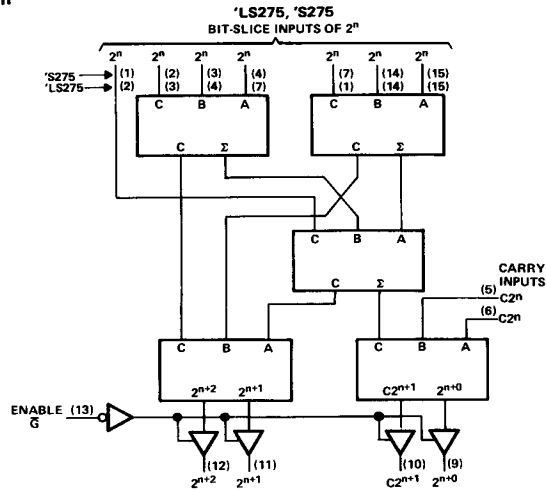 n
'LS275, 'S275
BIT-SLICE INPUTS OF 2ⁿ
2ⁿ 2ⁿ 2ⁿ 2ⁿ 2ⁿ 2ⁿ 2ⁿ
'S275 (1) (2) (3) (4) (7) (14) (15)
'LS275 (2) (3) (4) (7) (1) (14) (15)
C B A C B A
C Σ C Σ
C B A
C Σ
CARRY
INPUTS
(5) C2ⁿ
(6) C2ⁿ
C B A C B A
2ⁿ⁺² 2ⁿ⁺¹ C2ⁿ⁺¹ 2ⁿ⁺⁰
ENABLE (13)
G̅
(12) (11) (10) (9)
2ⁿ⁺² 2ⁿ⁺¹ C2ⁿ⁺¹ 2ⁿ⁺⁰